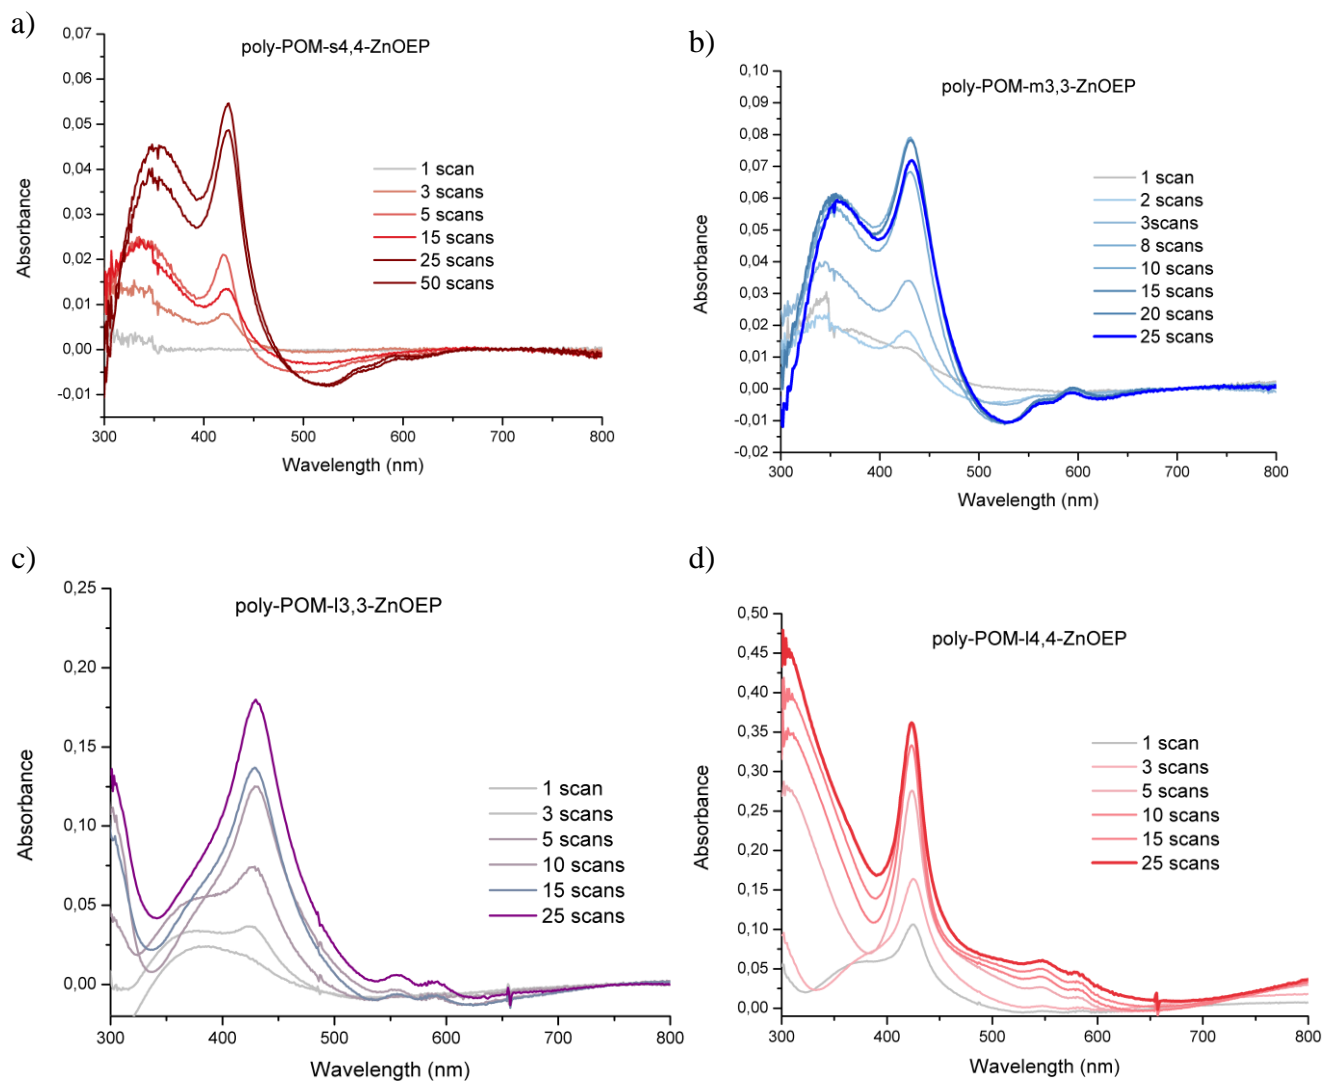 a)
poly-POM-s4,4-ZnOEP
0,07
0,06
0,05
0,04
0,03
0,02
0,01
0,00
-0,01
Absorbance
1 scan
3 scans
5 scans
15 scans
25 scans
50 scans
300 400 500 600 700 800
Wavelength (nm)
b)
poly-POM-m3,3-ZnOEP
0,10
0,09
0,08
0,07
0,06
0,05
0,04
0,03
0,02
0,01
0,00
-0,01
-0,02
Absorbance
1 scan
2 scans
3scans
8 scans
10 scans
15 scans
20 scans
25 scans
300 400 500 600 700 800
Wavelength (nm)
c)
poly-POM-l3,3-ZnOEP
0,25
0,20
0,15
0,10
0,05
0,00
Absorbance
1 scan
3 scans
5 scans
10 scans
15 scans
25 scans
300 400 500 600 700 800
Wavelength (nm)
d)
poly-POM-l4,4-ZnOEP
0,50
0,45
0,40
0,35
0,30
0,25
0,20
0,15
0,10
0,05
0,00
Absorbance
1 scan
3 scans
5 scans
10 scans
15 scans
25 scans
300 400 500 600 700 800
Wavelength (nm)